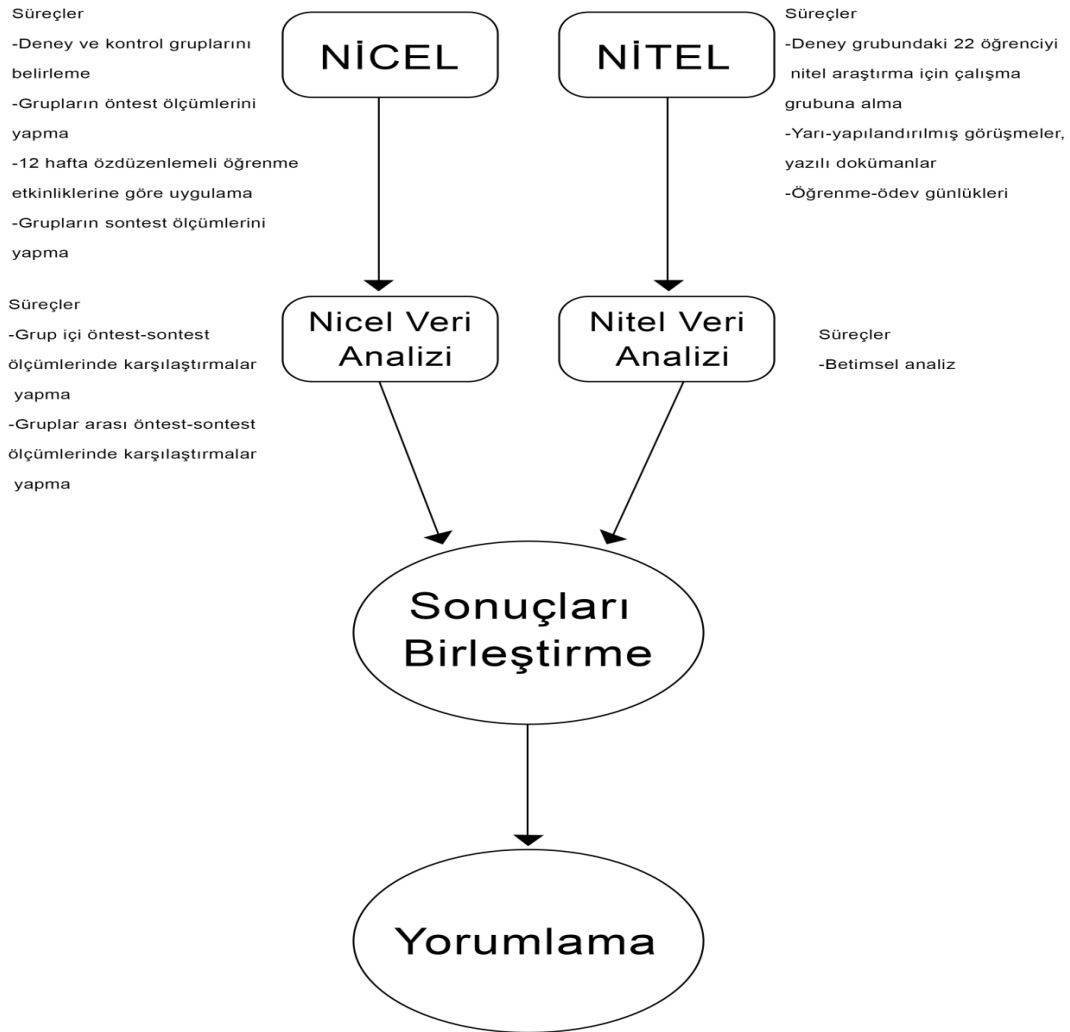 Süreçler
-Deney ve kontrol gruplarını
belirleme
-Grupların öntest ölçümlerini
yapma
-12 hafta özdüzenlemeli öğrenme
etkinliklerine göre uygulama
-Grupların sontest ölçümlerini
yapma
NİCEL
NİTEL
Süreçler
-Deney grubundaki 22 öğrenciyi
nitel araştırma için çalışma
grubuna alma
-Yarı-yapılandırılmış görüşmeler,
yazılı dokümanlar
-Öğrenme-ödev günlükleri
Süreçler
-Grup içi öntest-sontest
ölçümlerinde karşılaştırmalar
yapma
-Gruplar arası öntest-sontest
ölçümlerinde karşılaştırmalar
yapma
Nicel Veri
Analizi
Nitel Veri
Analizi
Süreçler
-Betimsel analiz
Sonuçları
Birleştirme
Yorumlama